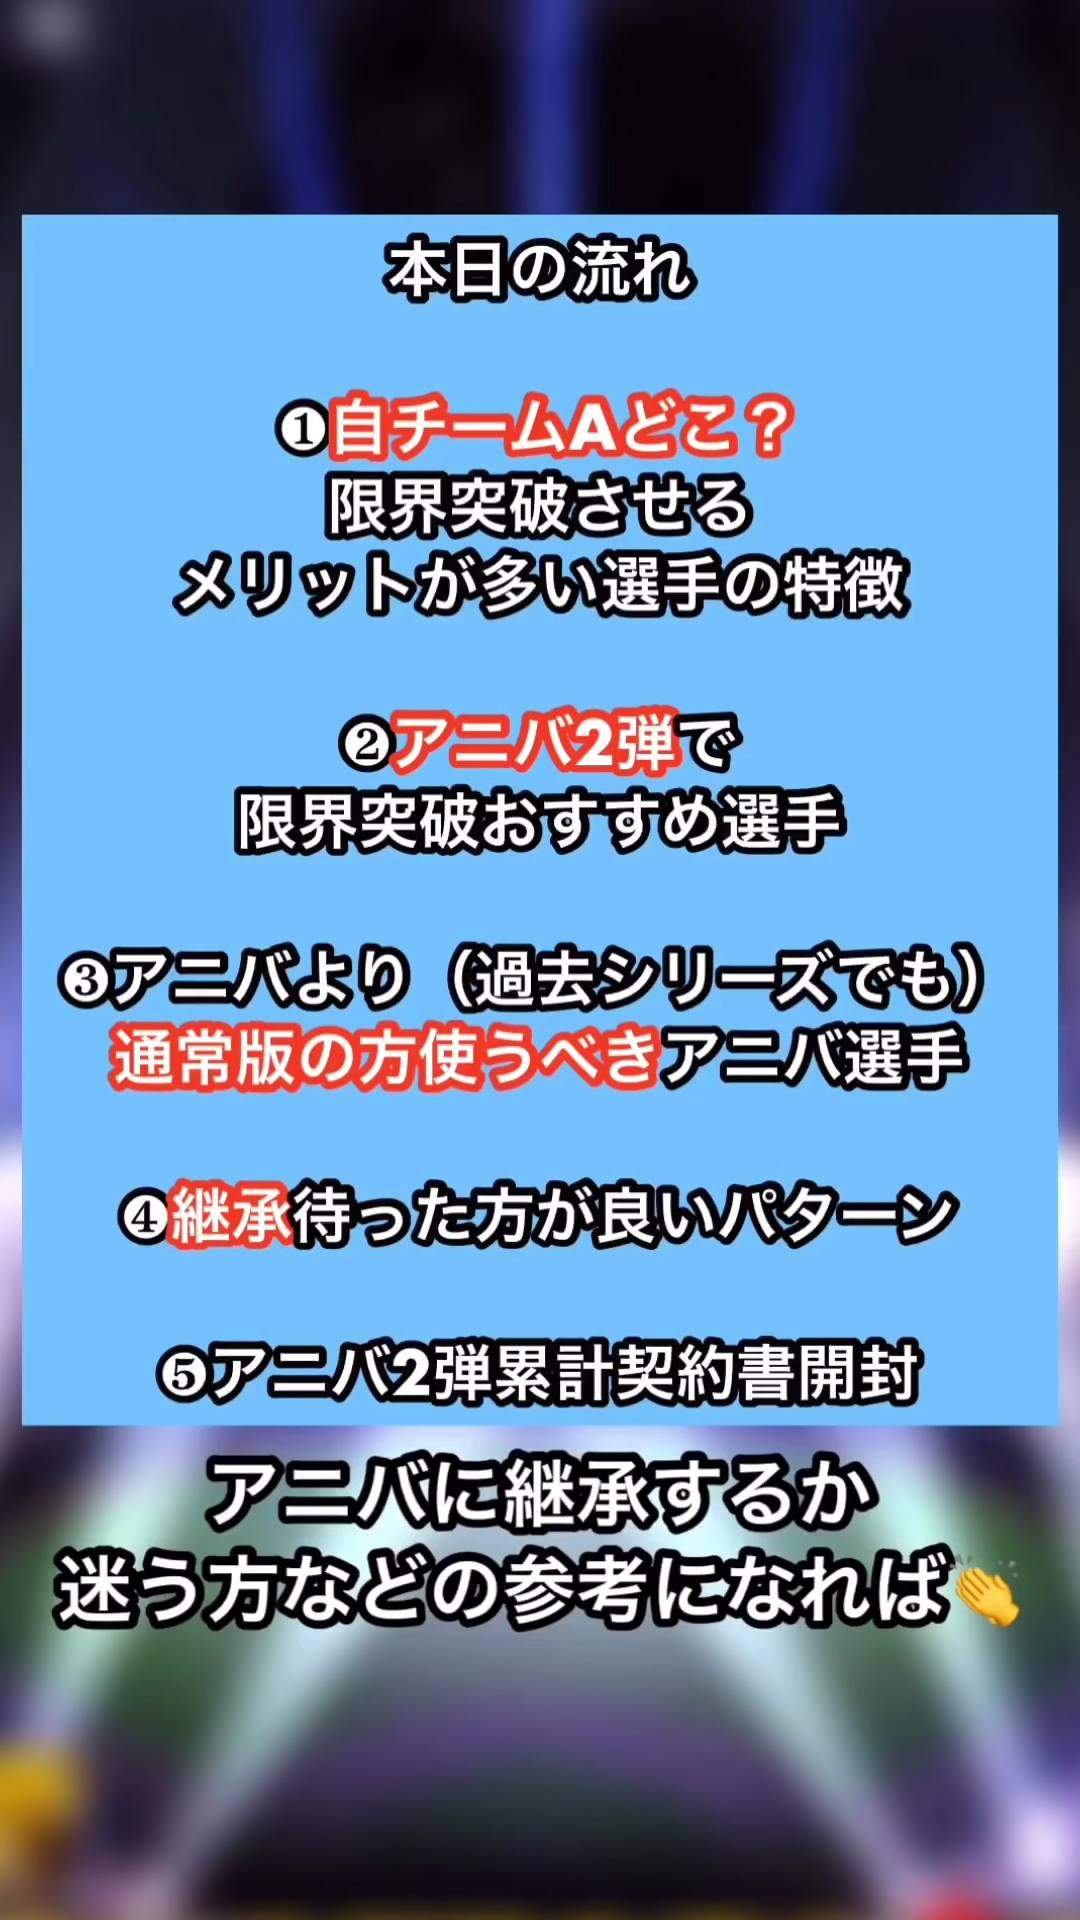 本日の流れ
❶自チームAどこ？
限界突破させる
メリットが多い選手の特徴
❷アニバ2弾で
限界突破おすすめ選手
❸アニバより（過去シリーズでも）
通常版の方使うべきアニバ選手
❹継承待った方が良いパターン
❺アニバ2弾累計契約書開封
アニバに継承するか
迷う方などの参考になれば👏